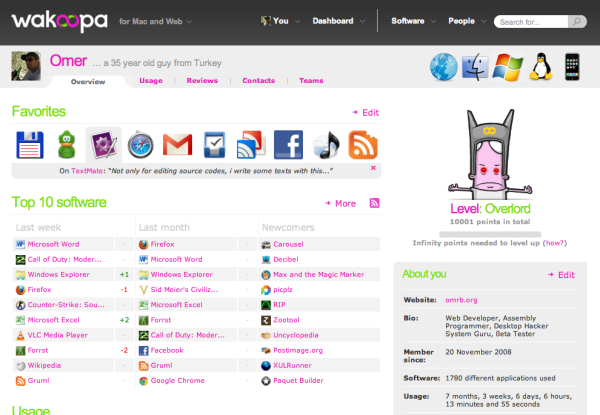 wakoopa
for Mac and Web
You
Dashboard
Software
People
Search for...
Omer ... a 35 year old guy from Turkey
Overview
Usage
Reviews
Contacts
Teams
Favorites
Edit
On TextMate: "Not only for editing source codes, i write some texts with this..."
Top 10 software
More
Last week
Last month
Newcomers
Microsoft Word - Firefox - Carousel
Call of Duty: Moder... - Microsoft Word - Decibel
Windows Explorer +1 Windows Explorer - Max and the Magic Marker
Firefox -1 Sid Meier's Civiliz... - picplz
Counter-Strike: Sou... - Microsoft Excel - RIP
Microsoft Excel +2 Forrst - Zootool
VLC Media Player - Call of Duty: Moder... - Uncyclopedia
Forrst -2 Facebook - Postimage.org
Wikipedia - Gruml - XULRunner
Gruml - Google Chrome - Paquet Builder
Usage
Level: Overlord
10001 points in total
Infinity points needed to level up (how?)
About you
Edit
Website: omrb.org
Bio: Web Developer, Assembly
Programmer, Desktop Hacker
System Guru, Beta Tester
Member
since: 20 November 2008
Software: 1780 different applications used
Usage: 7 months, 3 weeks, 6 days, 6 hours,
13 minutes and 55 seconds